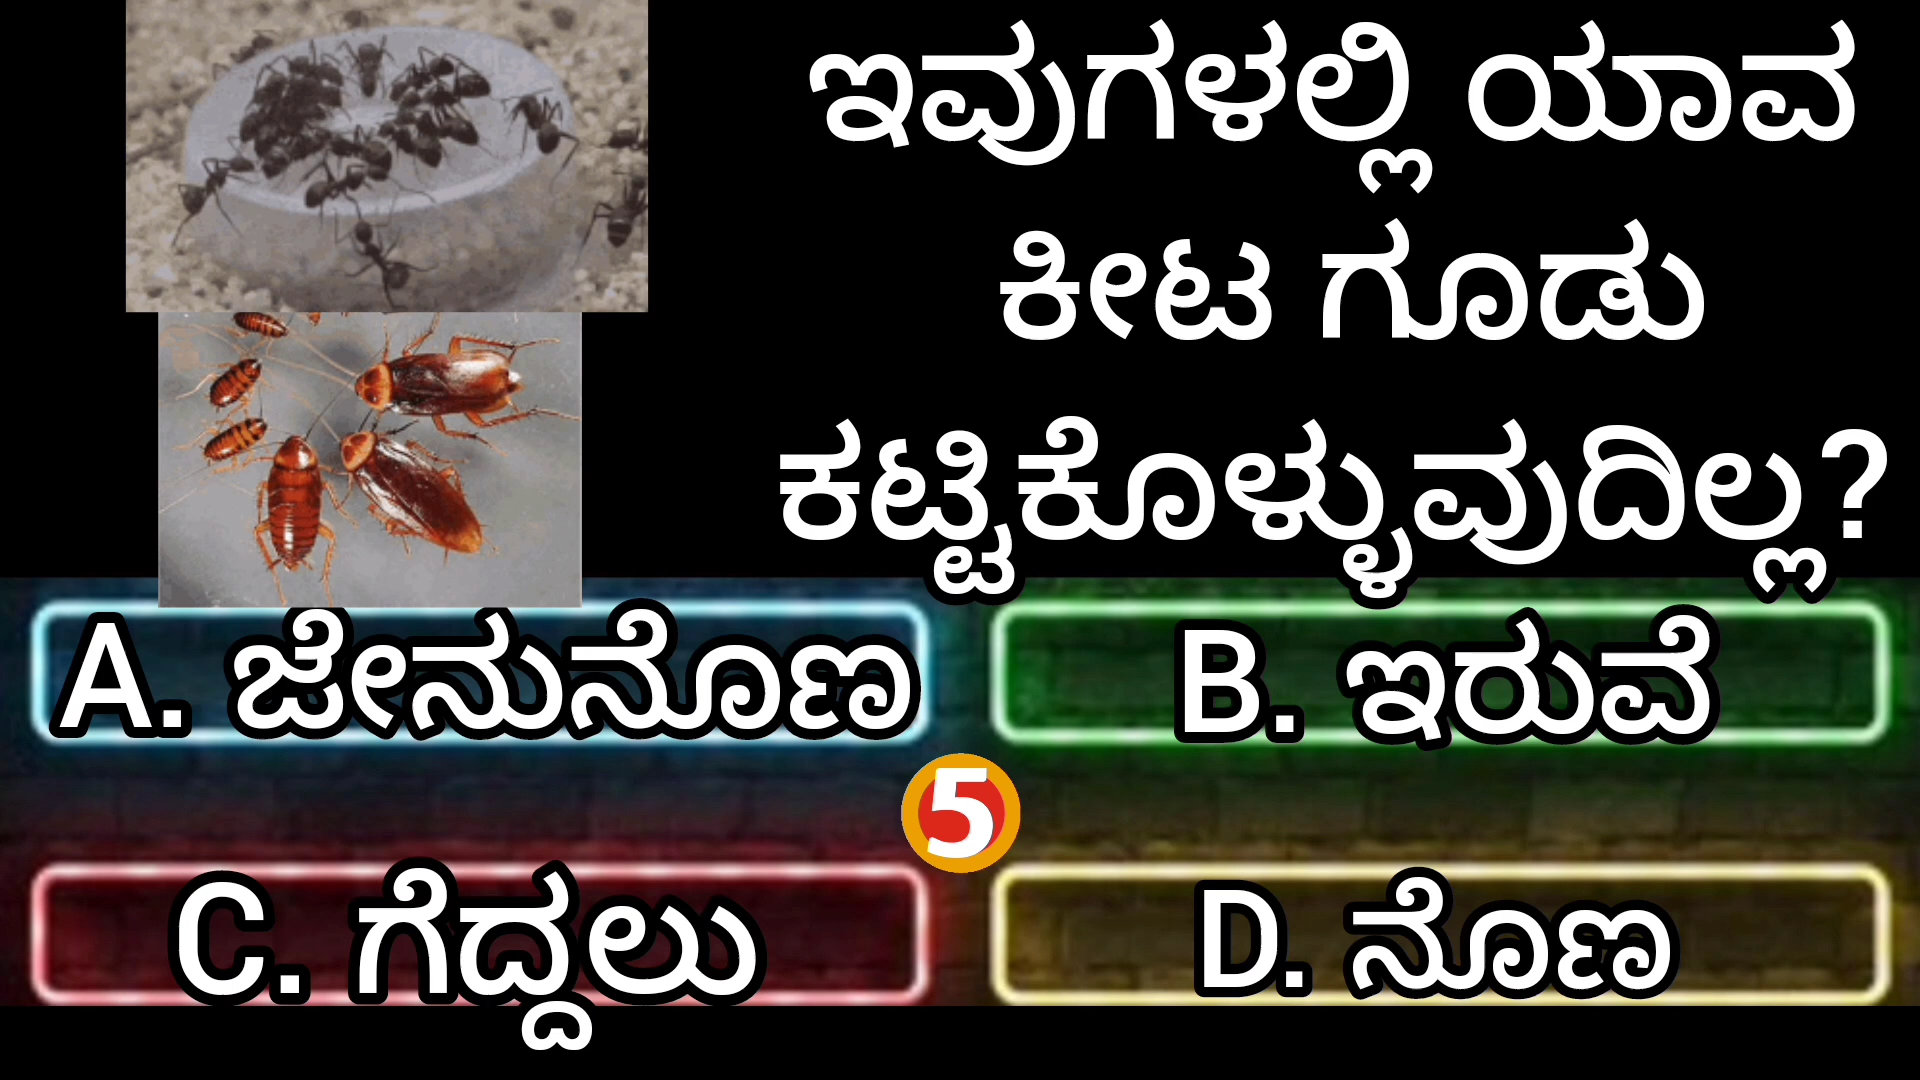 ಇವುಗಳಲ್ಲಿ ಯಾವ
ಕೀಟ ಗೂಡು
ಕಟ್ಟಿಕೊಳ್ಳುವುದಿಲ್ಲ?
A. ಜೇನುನೊಣ
B. ಇರುವೆ
5
C. ಗೆದ್ದಲು
D. ನೊಣ